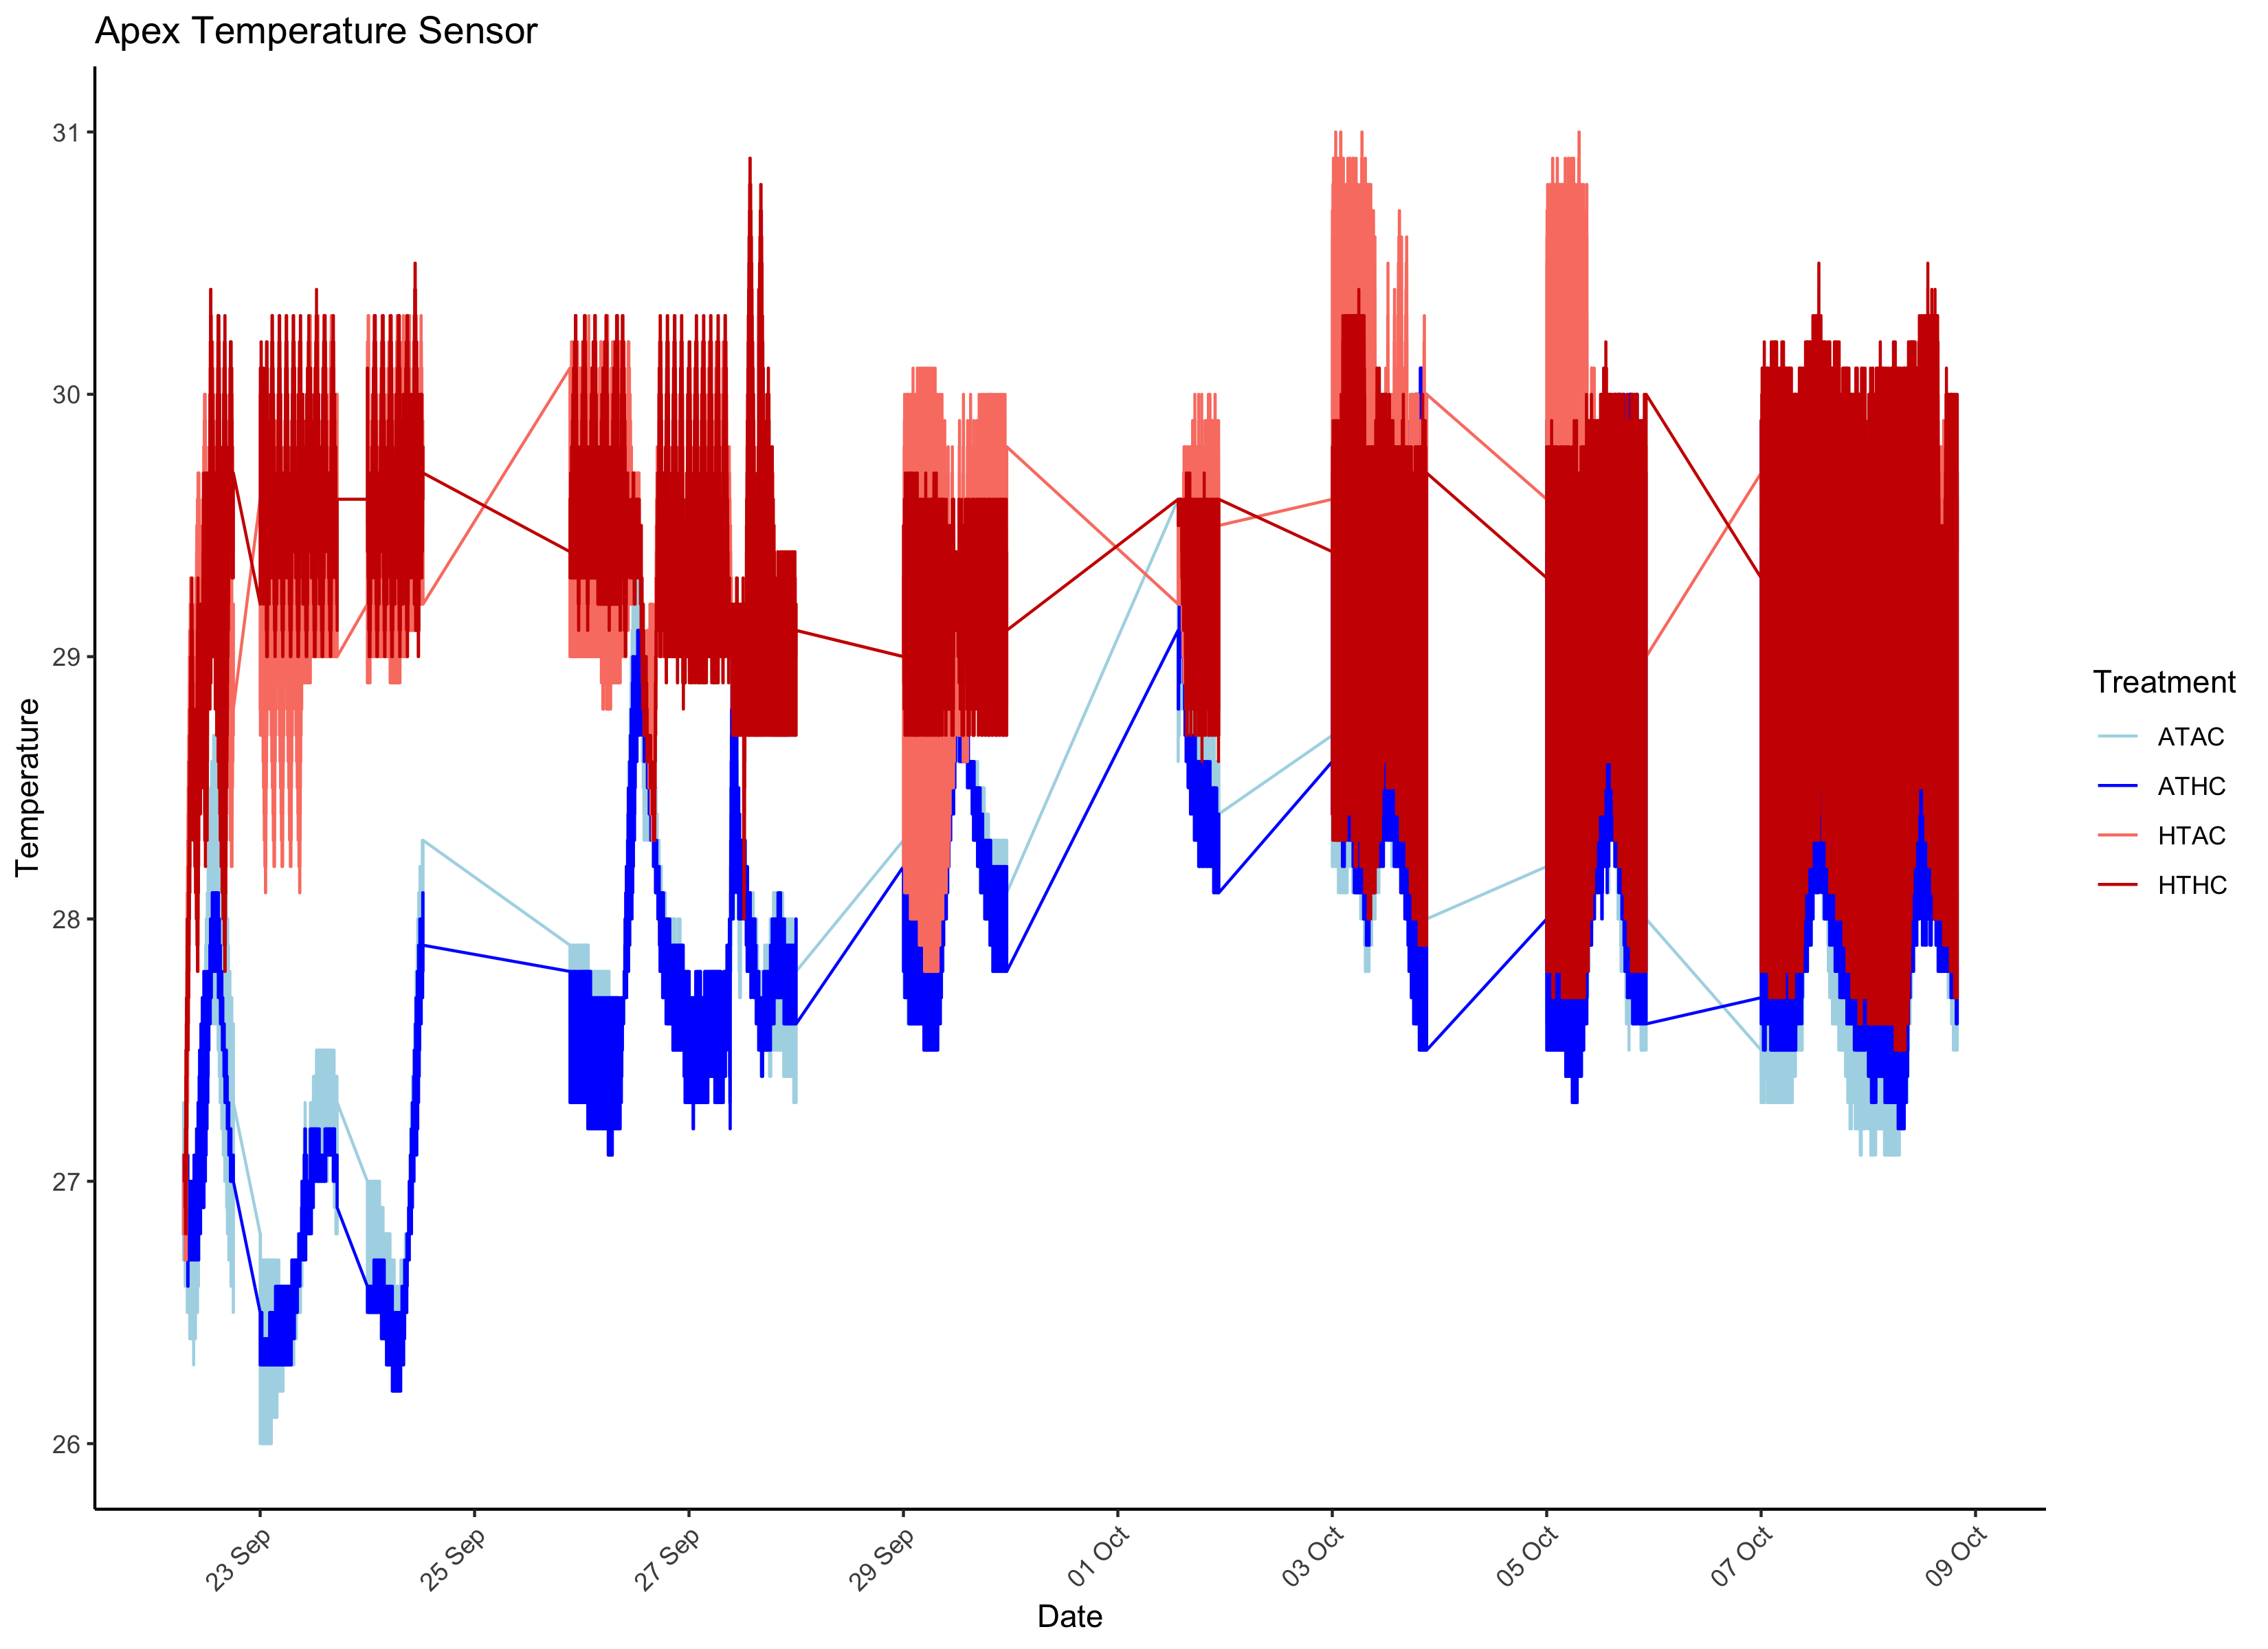 Apex Temperature Sensor
31
30
29
28
27
26
Temperature
23 Sep
25 Sep
27 Sep
29 Sep
01 Oct
03 Oct
05 Oct
07 Oct
09 Oct
Date
Treatment
ATAC
ATHC
HTAC
HTHC